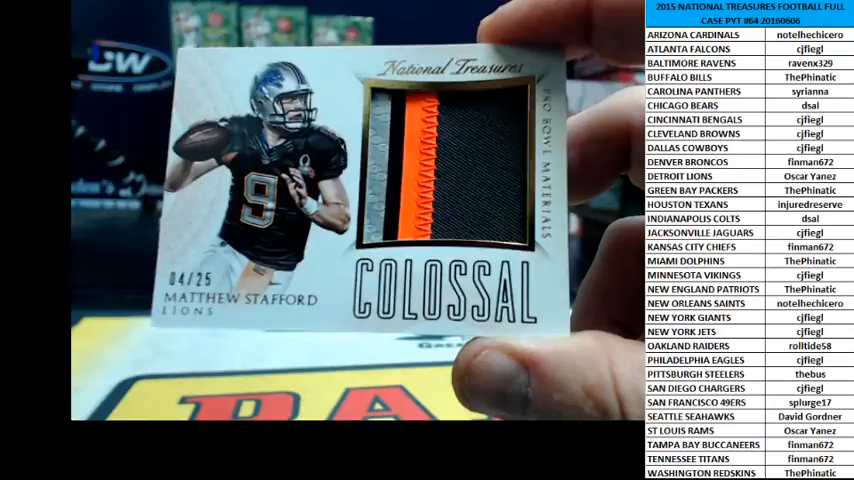 National Treasures
PRO BOWL MATERIALS
9
04/25
MATTHEW STAFFORD
LIONS
COLOSSAL
2015 NATIONAL TREASURES FOOTBALL FULL
CASE PYT #64 20160606
ARIZONA CARDINALS notelhechicero
ATLANTA FALCONS cjfiegl
BALTIMORE RAVENS ravenx329
BUFFALO BILLS ThePhinatic
CAROLINA PANTHERS syrianna
CHICAGO BEARS dsal
CINCINNATI BENGALS cjfiegl
CLEVELAND BROWNS cjfiegl
DALLAS COWBOYS cjfiegl
DENVER BRONCOS finman672
DETROIT LIONS Oscar Yanez
GREEN BAY PACKERS ThePhinatic
HOUSTON TEXANS injuredreserve
INDIANAPOLIS COLTS dsal
JACKSONVILLE JAGUARS cjfiegl
KANSAS CITY CHIEFS finman672
MIAMI DOLPHINS ThePhinatic
MINNESOTA VIKINGS cjfiegl
NEW ENGLAND PATRIOTS ThePhinatic
NEW ORLEANS SAINTS notelhechicero
NEW YORK GIANTS cjfiegl
NEW YORK JETS cjfiegl
OAKLAND RAIDERS rolltide58
PHILADELPHIA EAGLES cjfiegl
PITTSBURGH STEELERS thebus
SAN DIEGO CHARGERS cjfiegl
SAN FRANCISCO 49ERS splurge17
SEATTLE SEAHAWKS David Gordner
ST LOUIS RAMS Oscar Yanez
TAMPA BAY BUCCANEERS finman672
TENNESSEE TITANS finman672
WASHINGTON REDSKINS ThePhinatic